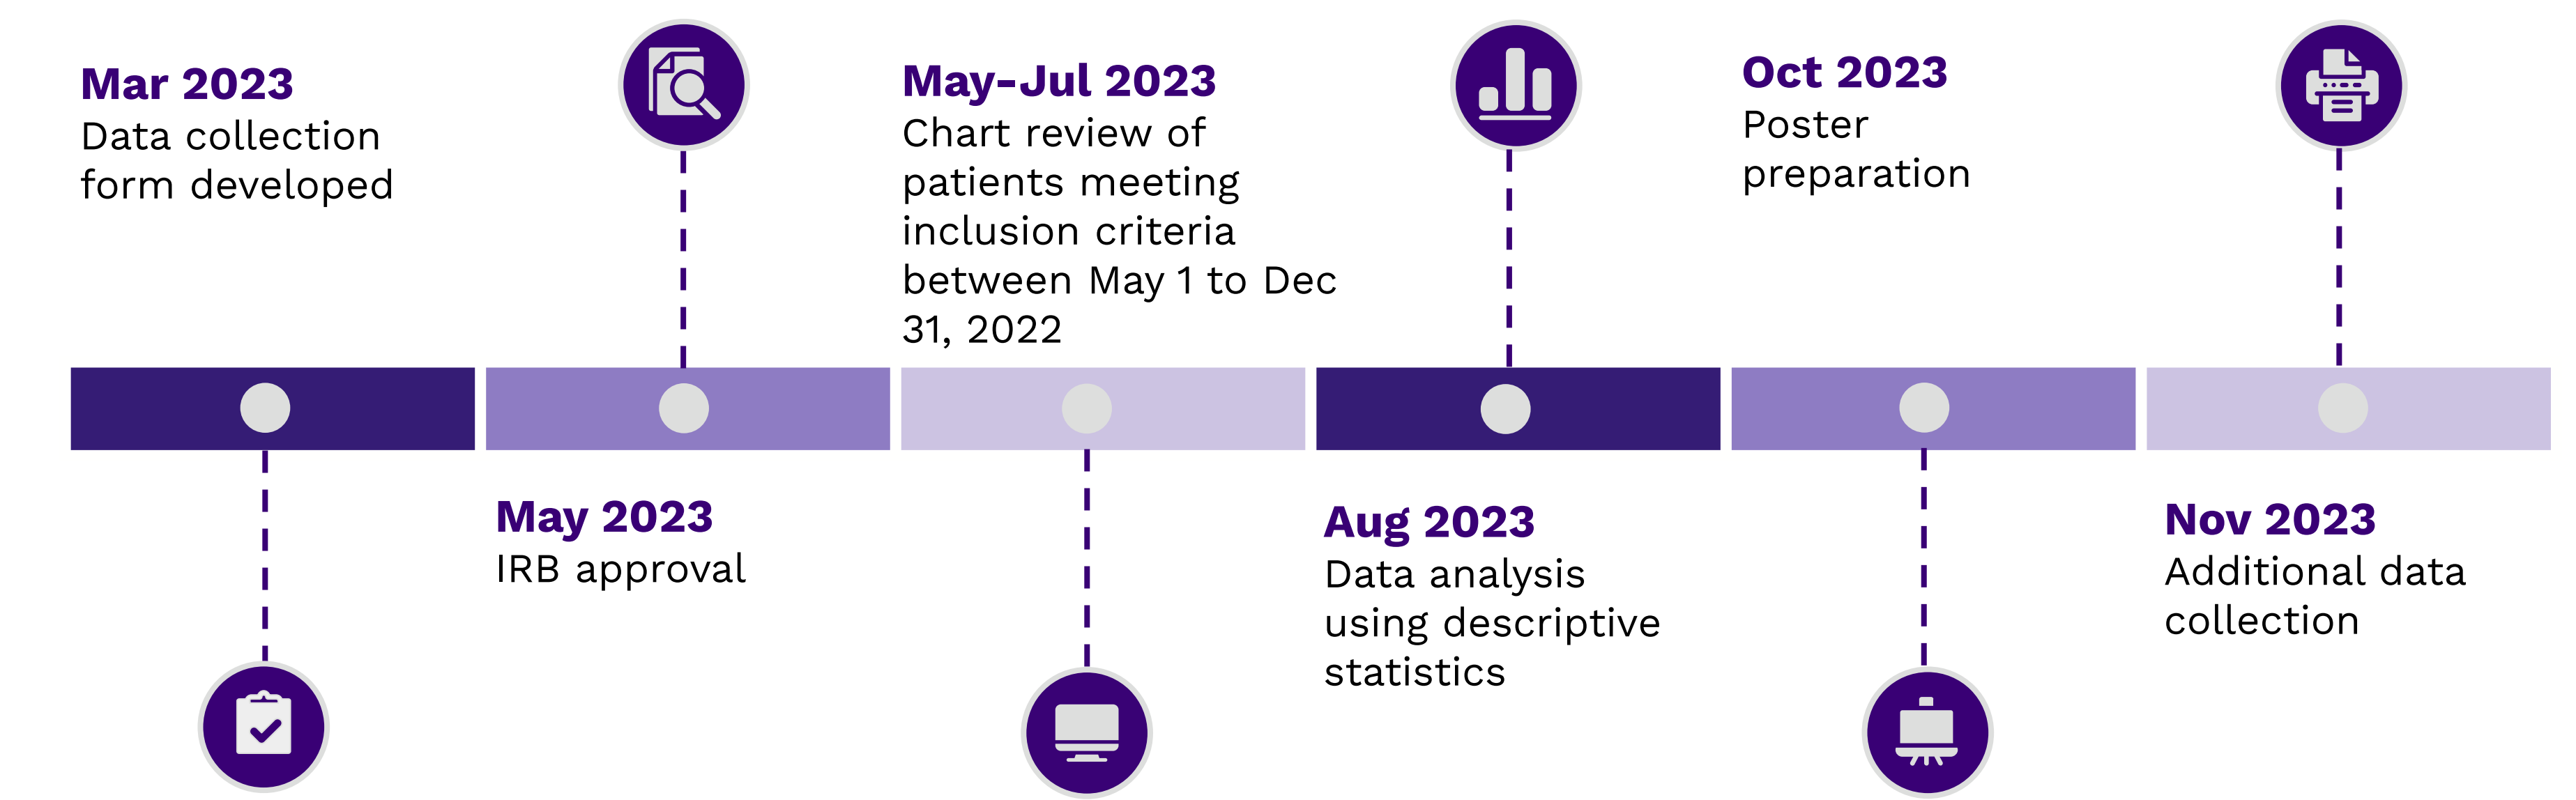 Mar 2023
Data collection
form developed
May 2023
IRB approval
May-Jul 2023
Chart review of
patients meeting
inclusion criteria
between May 1 to Dec
31, 2022
Aug 2023
Data analysis
using descriptive
statistics
Oct 2023
Poster
preparation
Nov 2023
Additional data
collection